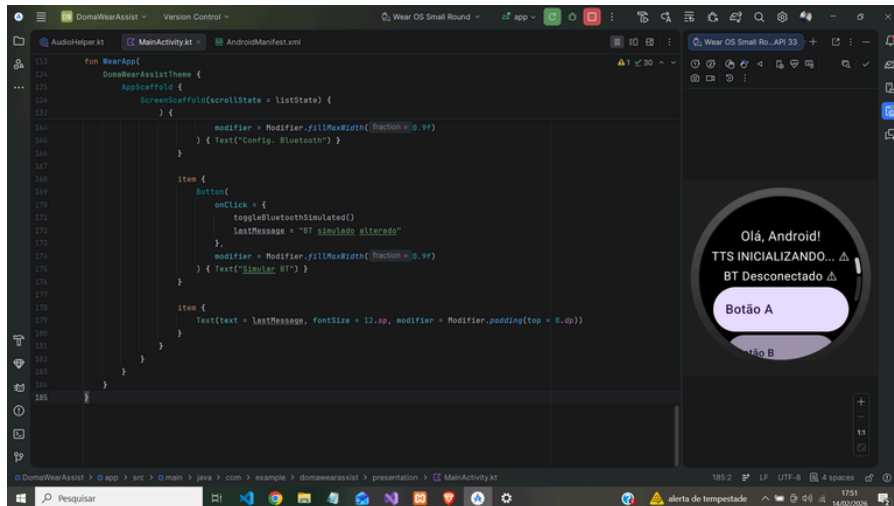 DB DomaWearAssist Version Control Wear OS Small Round app
AudioHelper.kt MainActivity.kt AndroidManifest.xml Wear OS Small Ro...API 33
113 fun WearApp( 1 30
124 DomaWearAssistTheme {
125 AppScaffold {
126 ScreenScaffold(scrollState = listState) {
132 ) {
164 modifier = Modifier.fillMaxWidth( fraction = 0.9f)
165 ) { Text("Config. Bluetooth") }
166 }
167
168 item {
169 Button(
170 onClick = {
171 toggleBluetoothSimulated()
172 lastMessage = "BT simulado alterado"
173 },
174 modifier = Modifier.fillMaxWidth( fraction = 0.9f)
175 ) { Text("Simular BT") }
176 }
177
178 item {
179 Text(text = lastMessage, fontSize = 12.sp, modifier = Modifier.padding(top = 8.dp))
180 }
181 }
182 }
183 }
184 }
185 }
Olá, Android!
TTS INICIALIZANDO... ⚠
BT Desconectado ⚠
Botão A
Botão B
1:1
DomaWearAssist > app > src > main > java > com > example > domawearassist > presentation > MainActivity.kt 185:2 LF UTF-8 4 spaces
Pesquisar alerta de tempestade 17:51
14/02/2026